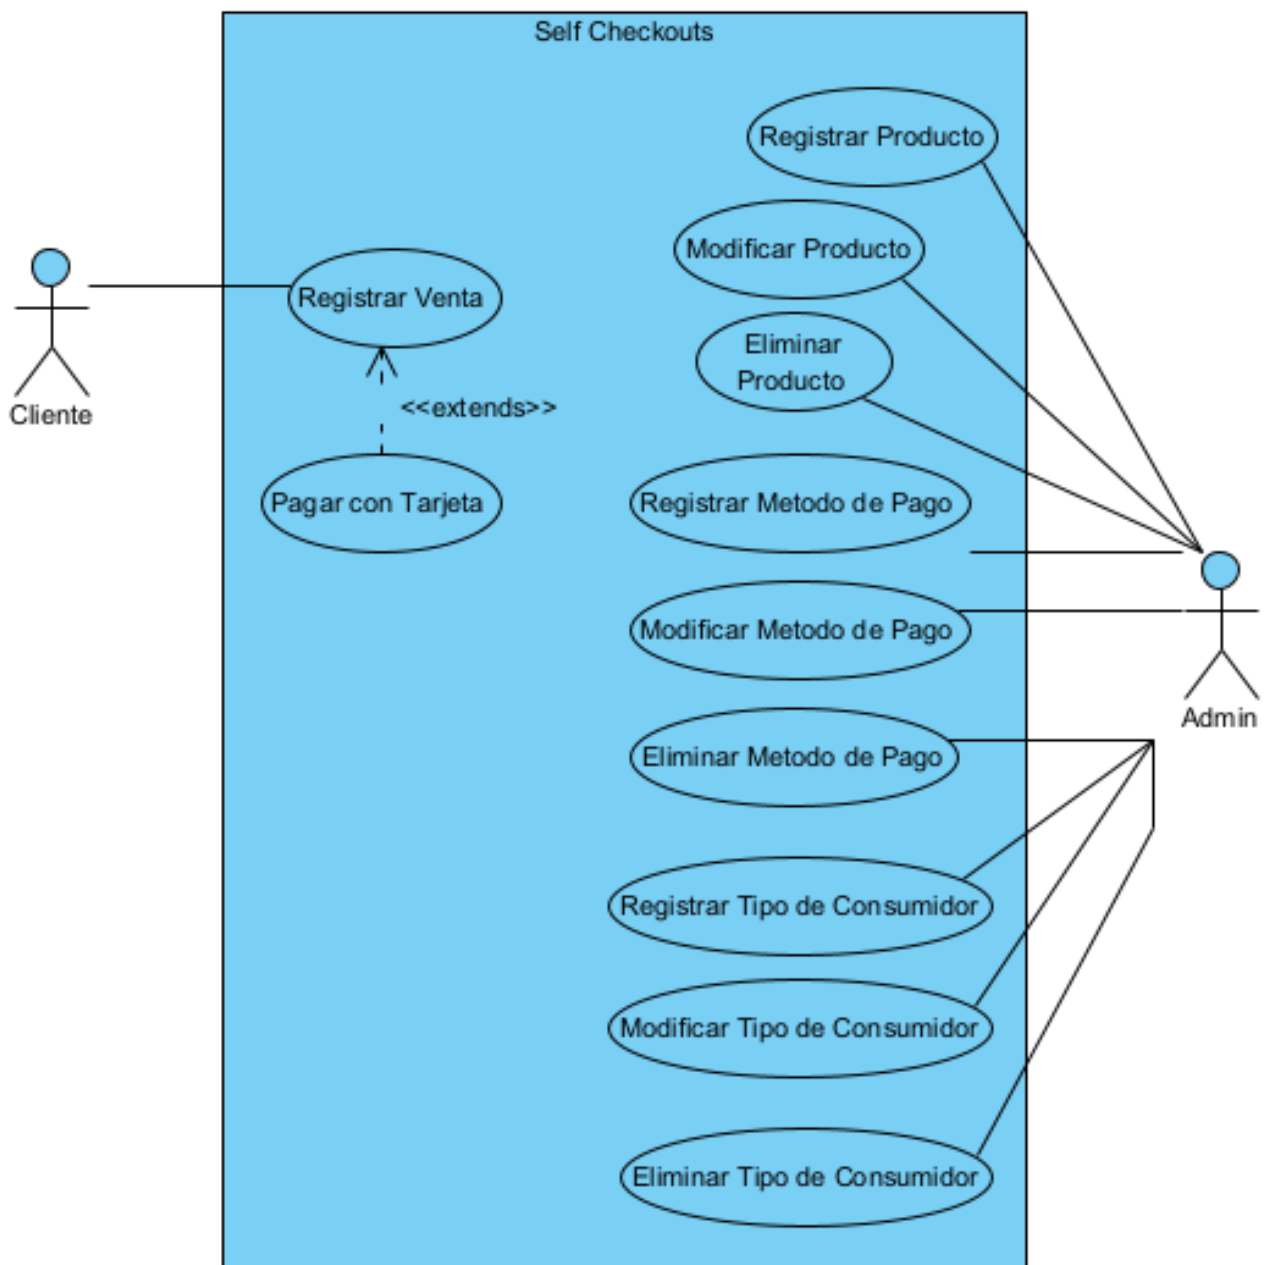 Self Checkouts
Registrar Producto
Modificar Producto
Registrar Venta
Eliminar
Producto
Cliente
<<extends>>
Pagar con Tarjeta
Registrar Metodo de Pago
Modificar Metodo de Pago
Admin
Eliminar Metodo de Pago
Registrar Tipo de Consumidor
Modificar Tipo de Consumidor
Eliminar Tipo de Consumidor